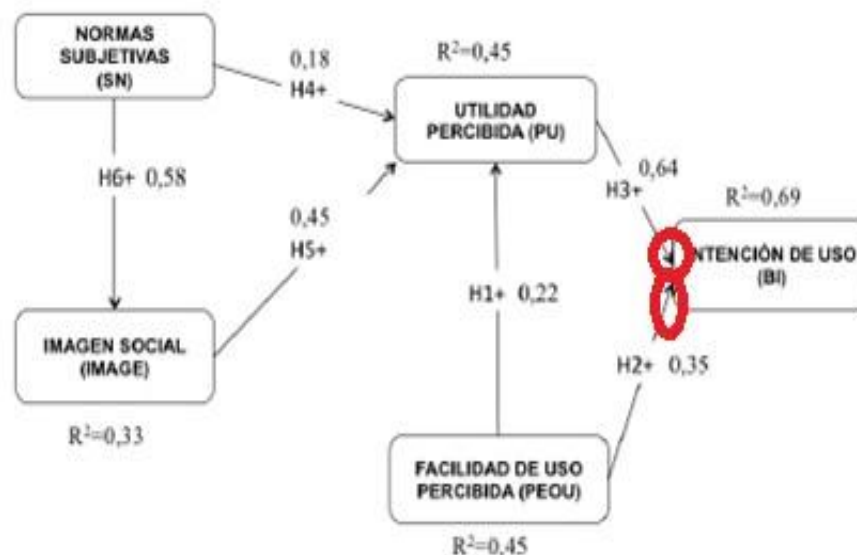 NORMAS
SUBJETIVAS
(SN)
0,18
H4+
R²=0,45
UTILIDAD
PERCIBIDA (PU)
H6+ 0,58
0,45
H5+
0,64
H3+
R²=0,69
NTENCIÓN DE USO
(BI)
H1+ 0,22
IMAGEN SOCIAL
(IMAGE)
R²=0,33
H2+ 0,35
FACILIDAD DE USO
PERCIBIDA (PEOU)
R²=0,45